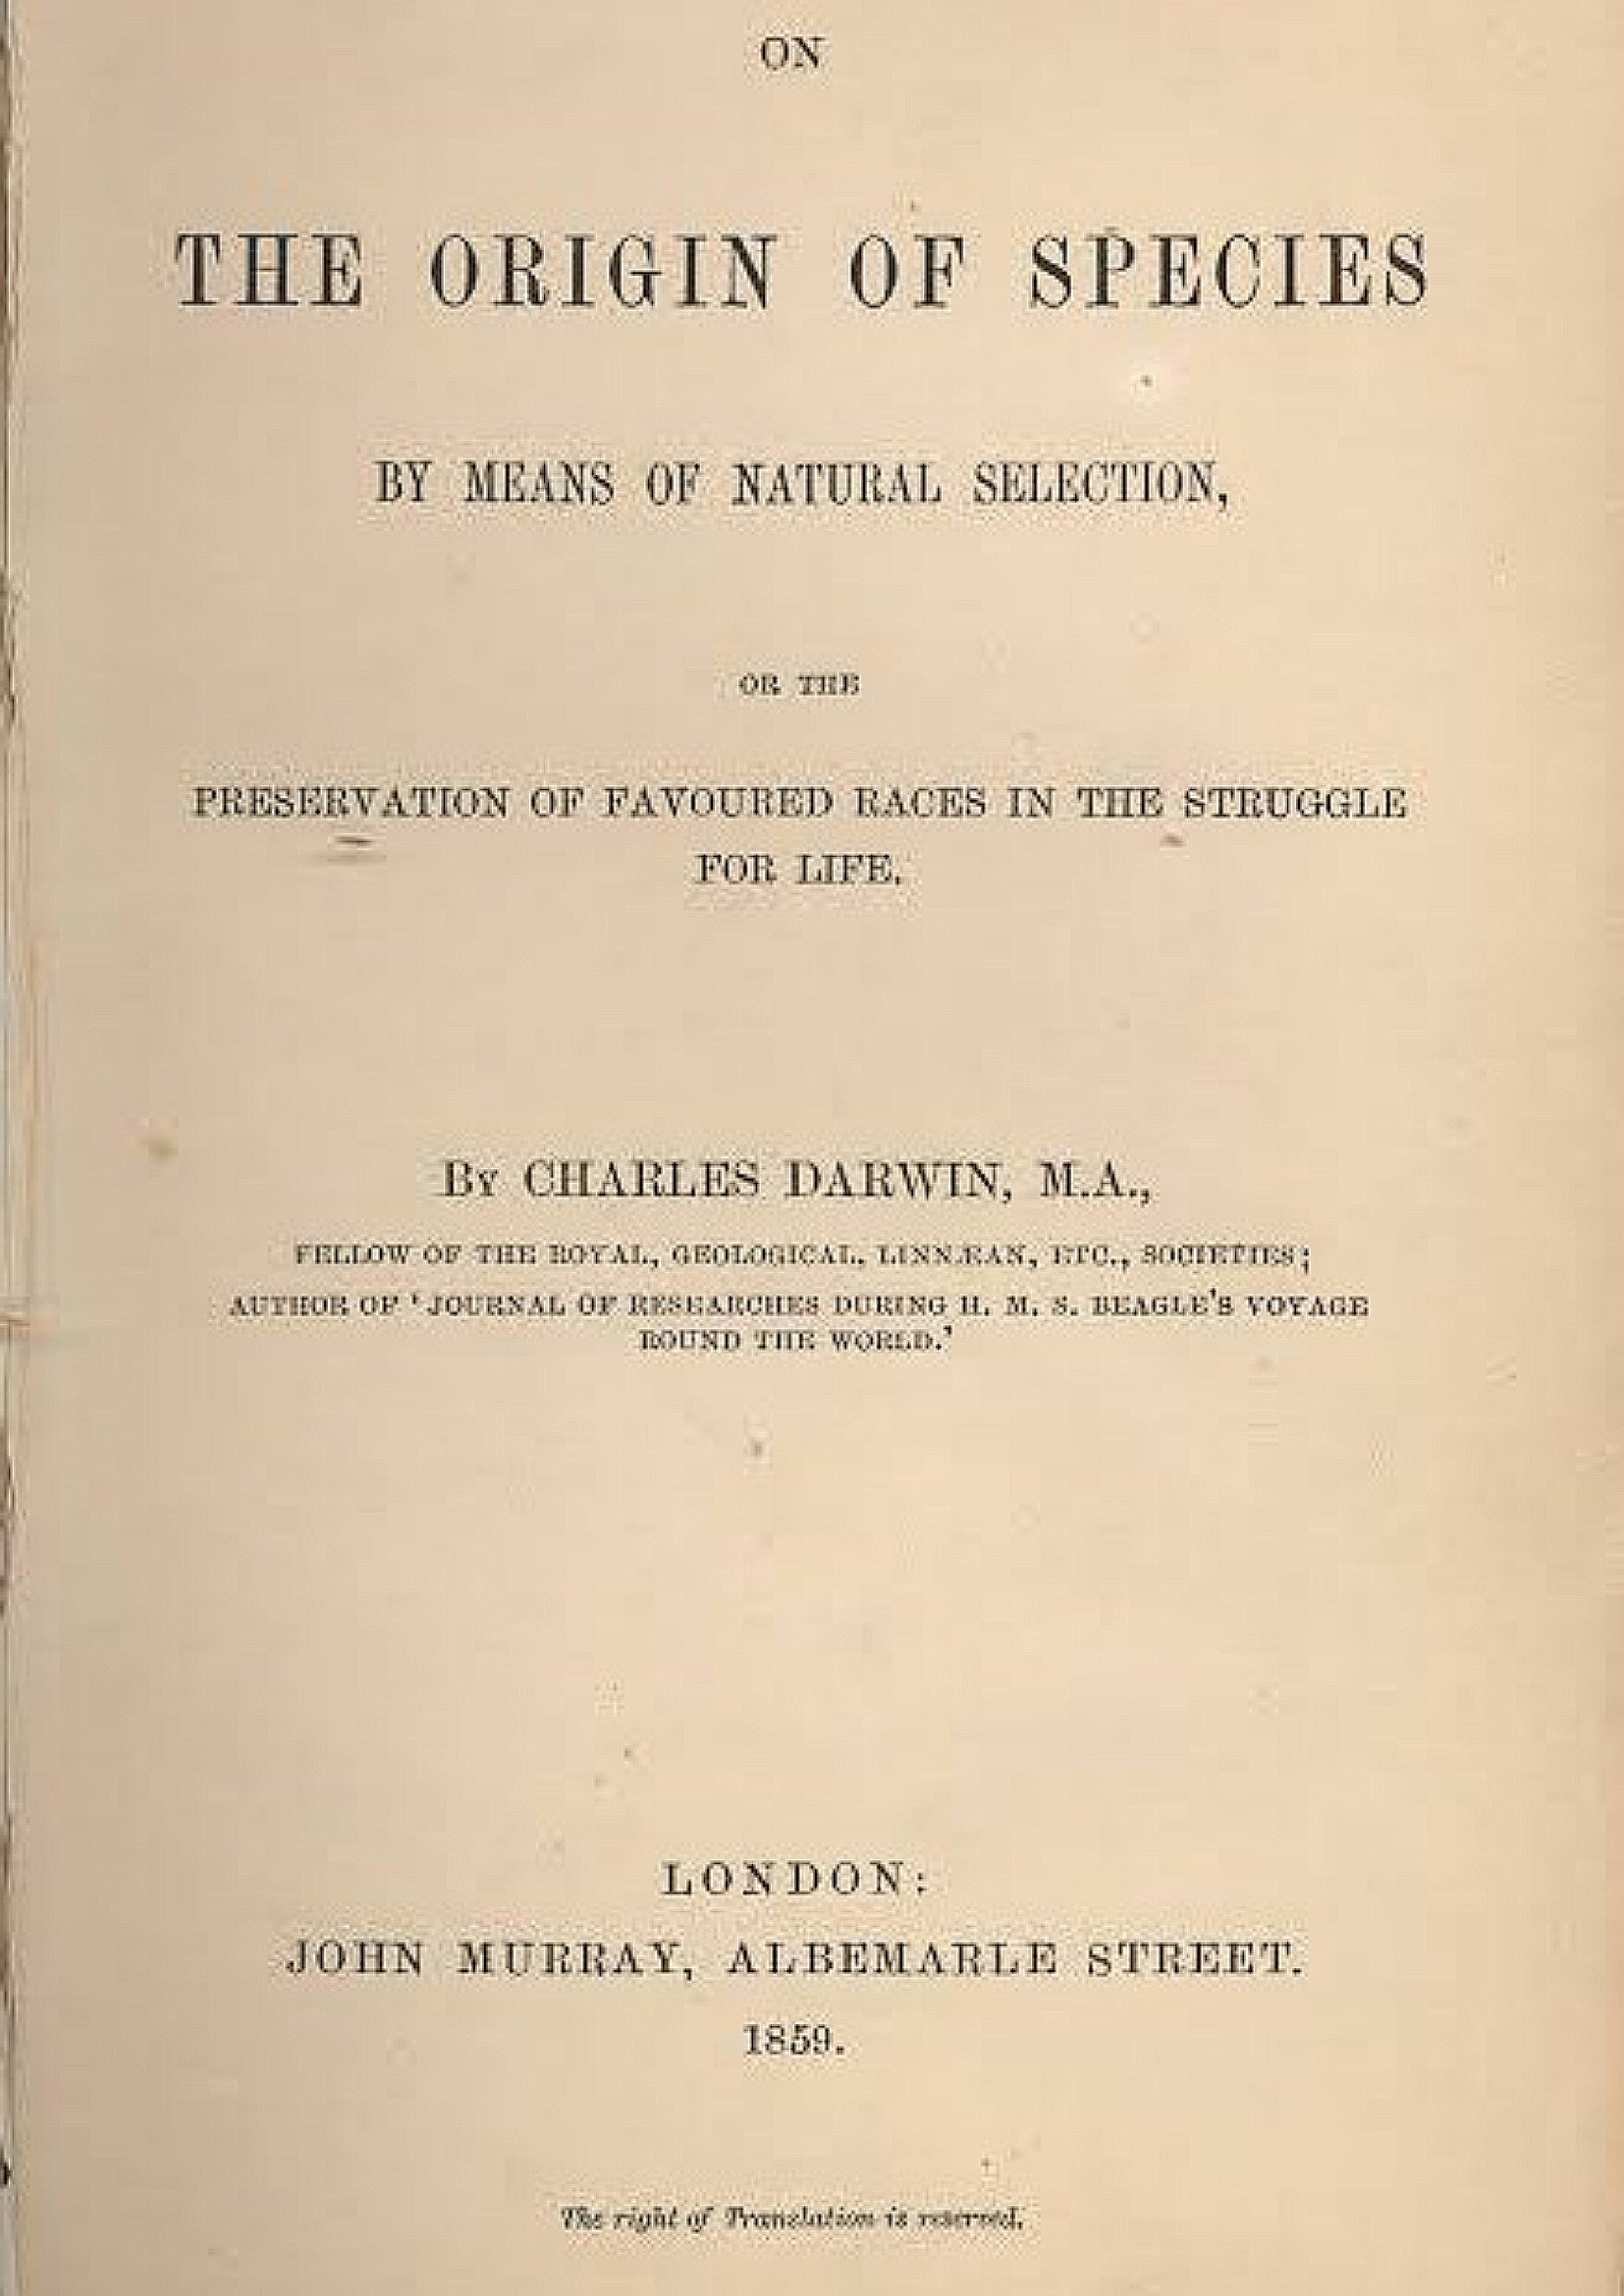 ON
THE ORIGIN OF SPECIES
BY MEANS OF NATURAL SELECTION,
OR THE
PRESERVATION OF FAVOURED RACES IN THE STRUGGLE
FOR LIFE.
By CHARLES DARWIN, M.A.,
FELLOW OF THE ROYAL, GEOLOGICAL, LINNÆAN, ETC., SOCIETIES;
AUTHOR OF 'JOURNAL OF RESEARCHES DURING H. M. S. BEAGLE'S VOYAGE
ROUND THE WORLD.'
LONDON:
JOHN MURRAY, ALBEMARLE STREET.
1859.
The right of Translation is reserved.